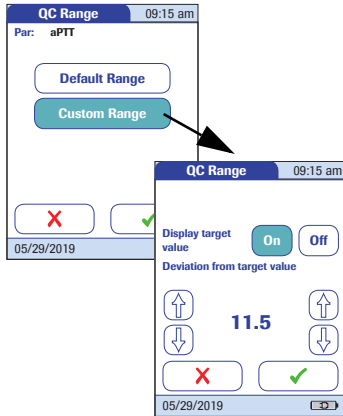 QC Range 09:15 am
Par: aPTT
Default Range
Custom Range
05/29/2019
QC Range 09:15 am
Display target
value
On Off
Deviation from target value
11.5
05/29/2019